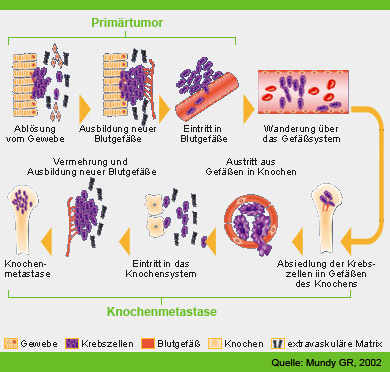 Primärtumor
Ablösung
vom Gewebe
Ausbildung neuer
Blutgefäße
Eintritt in
Blutgefäße
Wanderung über
das Gefäßsystem
Vermehrung und
Ausbildung neuer Blutgefäße
Austritt aus
Gefäßen in Knochen
Knochen-
metastase
Eintritt in das
Knochensystem
Absiedlung der Krebs-
zellen iin Gefäßen
des Knochens
Knochenmetastase
Gewebe
Krebszellen
Blutgefäß
Knochen
extravaskuläre Matrix
Quelle: Mundy GR, 2002